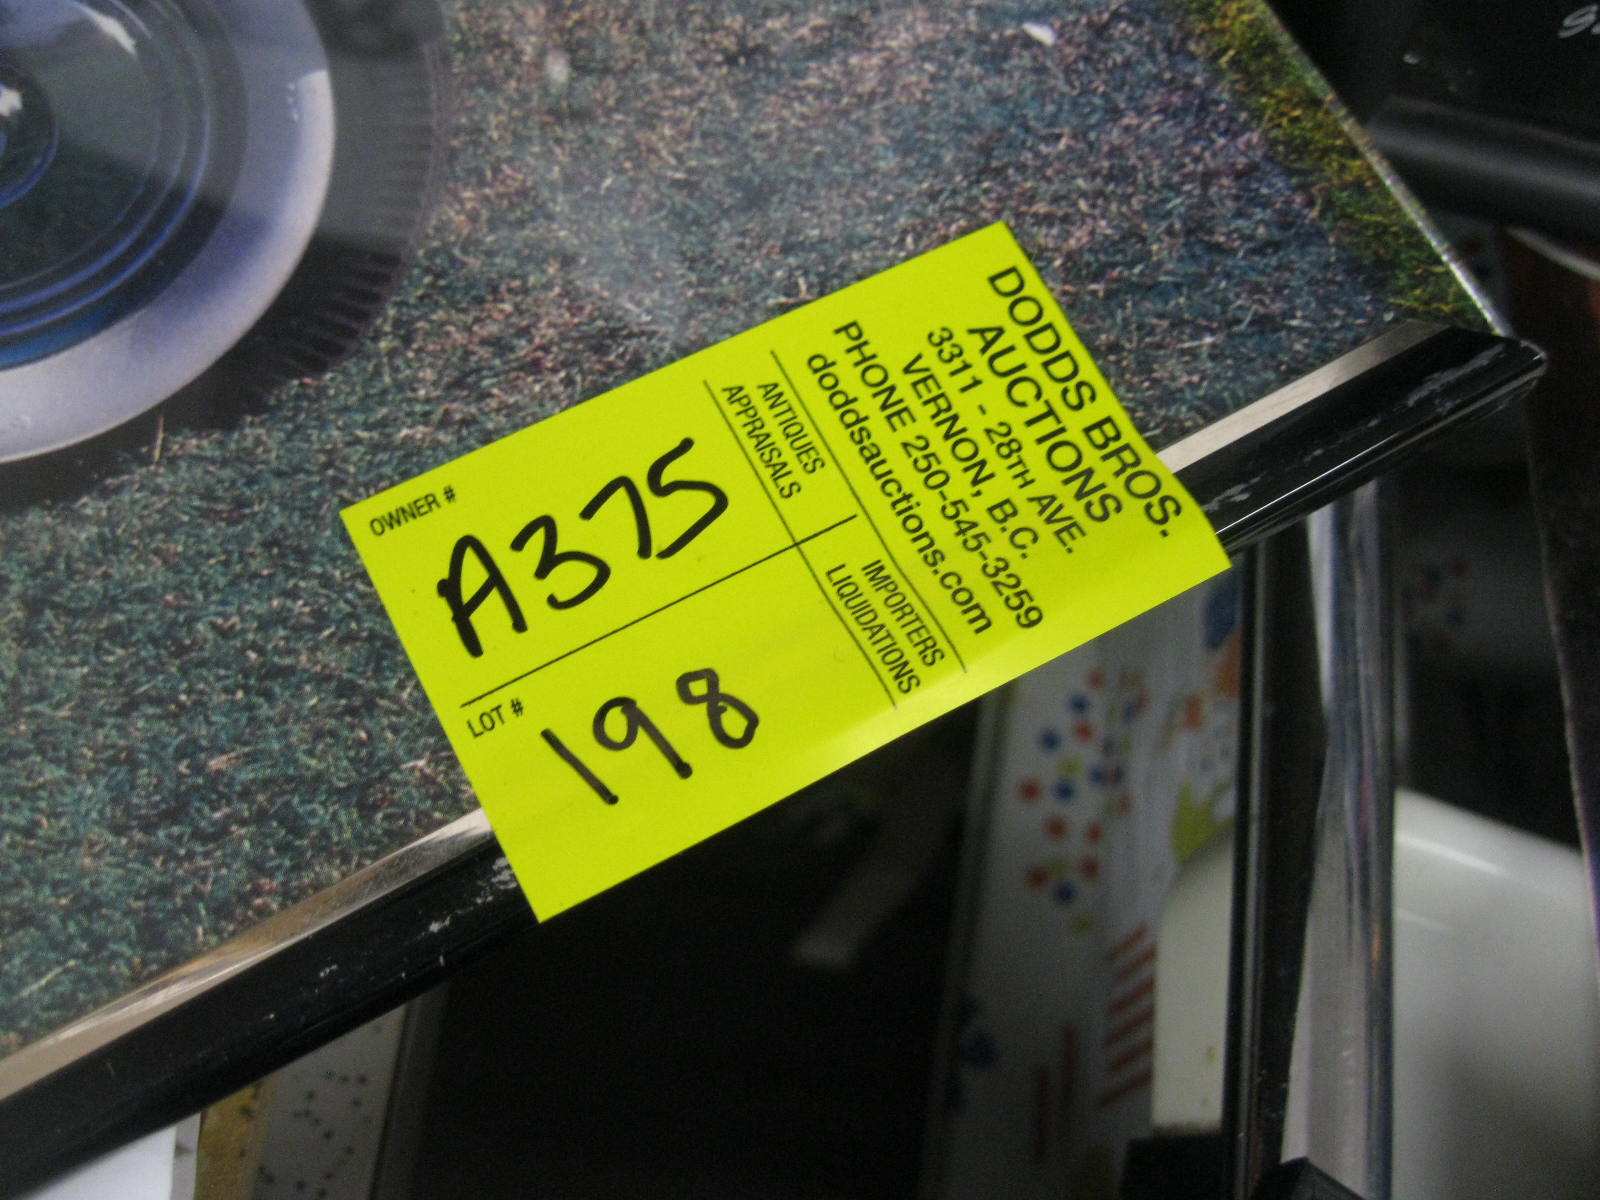 DODDS BROS.
AUCTIONS
3311 - 28TH AVE.
VERNON, B.C.
PHONE 250-545-3259
doddsauctions.com
ANTIQUES
APPRAISALS
IMPORTERS
LIQUIDATIONS
OWNER #
A375
LOT #
198